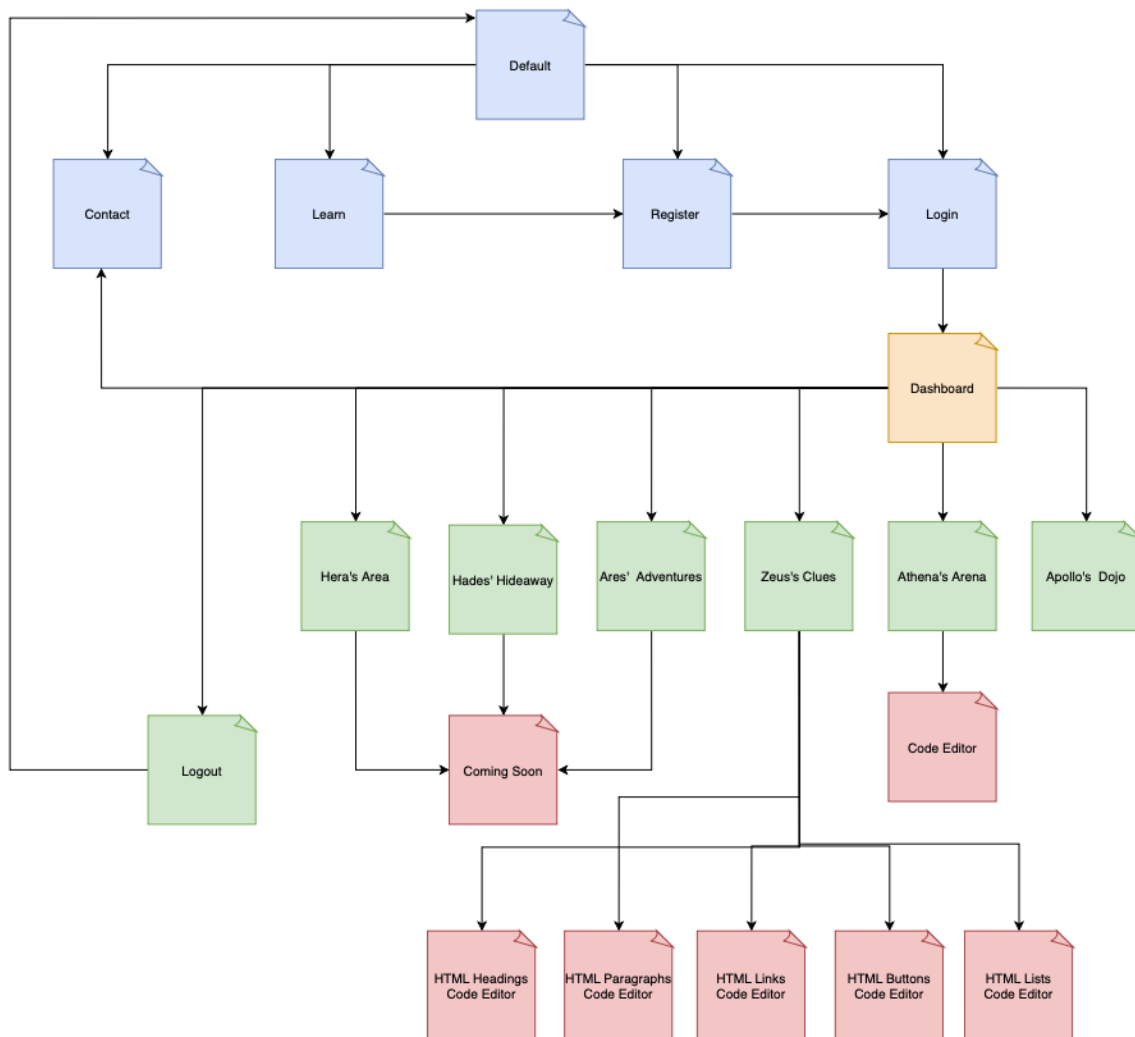 Default
Contact
Learn
Register
Login
Dashboard
Hera's Area
Hades' Hideaway
Ares'  Adventures
Zeus's Clues
Athena's Arena
Apollo's  Dojo
Logout
Coming Soon
Code Editor
HTML Headings
Code Editor
HTML Paragraphs
Code Editor
HTML Links
Code Editor
HTML Buttons
Code Editor
HTML Lists
Code Editor